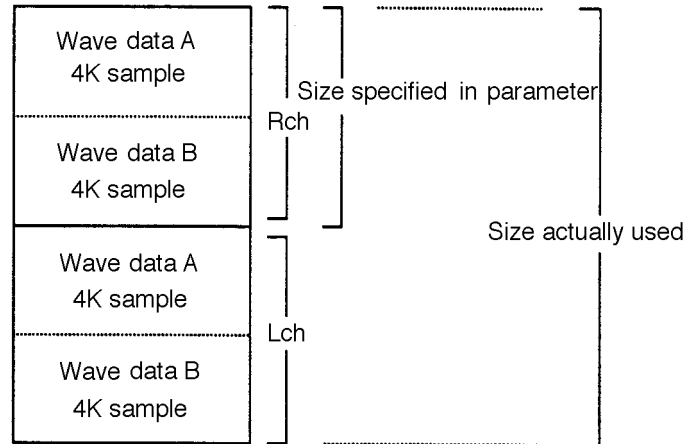 Wave data A
4K sample
Size specified in parameter
Rch
Wave data B
4K sample
Size actually used
Wave data A
4K sample
Lch
Wave data B
4K sample